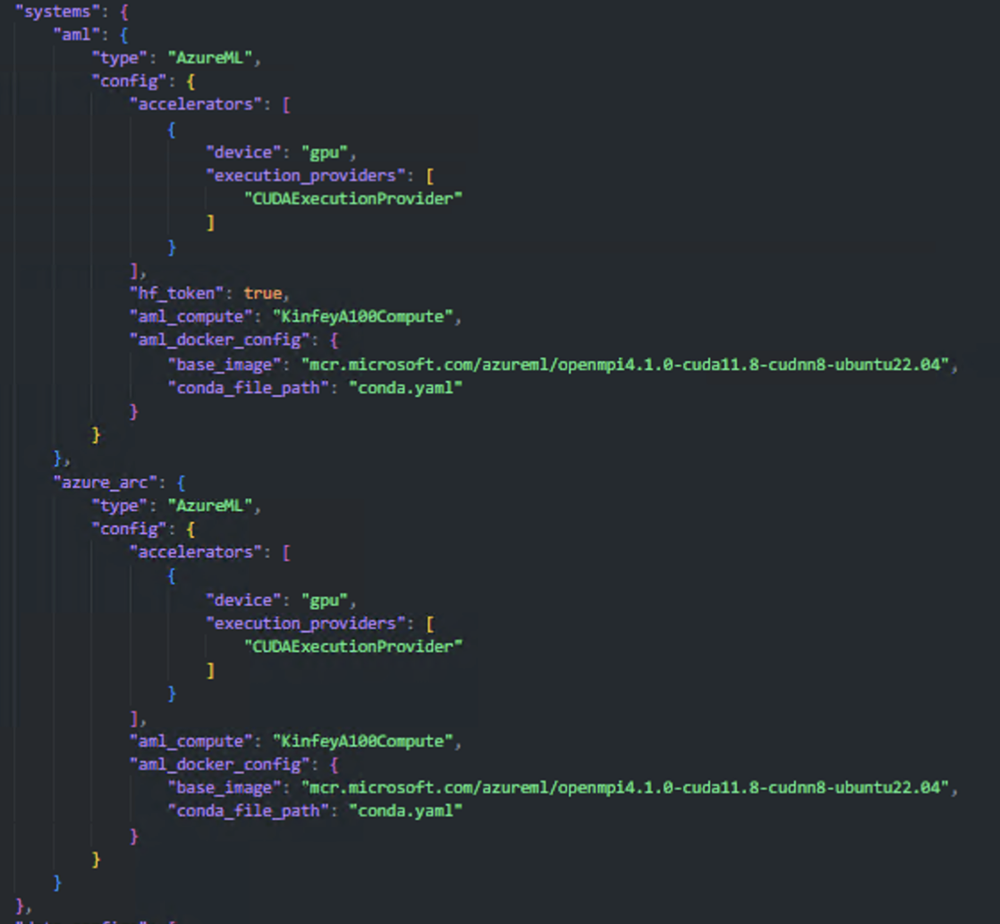 "systems": {
    "aml": {
        "type": "AzureML",
        "config": {
            "accelerators": [
                {
                    "device": "gpu",
                    "execution_providers": [
                        "CUDAExecutionProvider"
                    ]
                }
            ],
            "hf_token": true,
            "aml_compute": "KinfeyA100Compute",
            "aml_docker_config": {
                "base_image": "mcr.microsoft.com/azureml/openmpi4.1.0-cuda11.8-cudnn8-ubuntu22.04",
                "conda_file_path": "conda.yaml"
            }
        }
    },
    "azure_arc": {
        "type": "AzureML",
        "config": {
            "accelerators": [
                {
                    "device": "gpu",
                    "execution_providers": [
                        "CUDAExecutionProvider"
                    ]
                }
            ],
            "aml_compute": "KinfeyA100Compute",
            "aml_docker_config": {
                "base_image": "mcr.microsoft.com/azureml/openmpi4.1.0-cuda11.8-cudnn8-ubuntu22.04",
                "conda_file_path": "conda.yaml"
            }
        }
    }
},